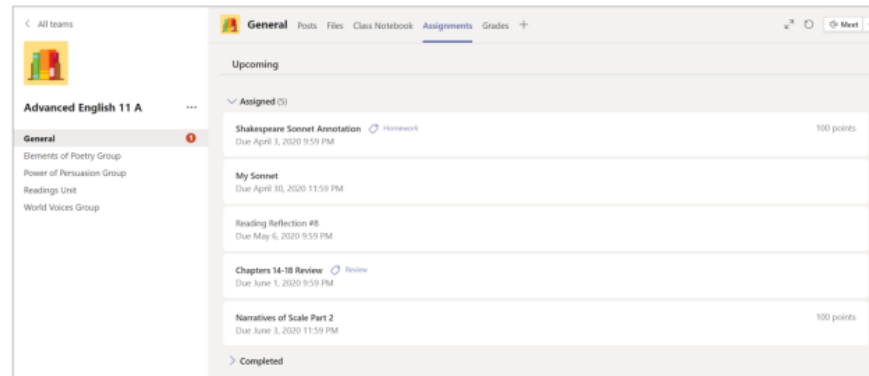 All teams
Advanced English 11 A ...
General 1
Elements of Poetry Group
Power of Persuasion Group
Readings Unit
World Voices Group
General Posts Files Class Notebook Assignments Grades + Meet
Upcoming
Assigned (5)
Shakespeare Sonnet Annotation Homework 100 points
Due April 3, 2020 9:59 PM
My Sonnet
Due April 30, 2020 11:59 PM
Reading Reflection #6
Due May 6, 2020 9:59 PM
Chapters 14-18 Review Review
Due June 1, 2020 9:59 PM
Narratives of Scale Part 2 100 points
Due June 3, 2020 11:59 PM
Completed